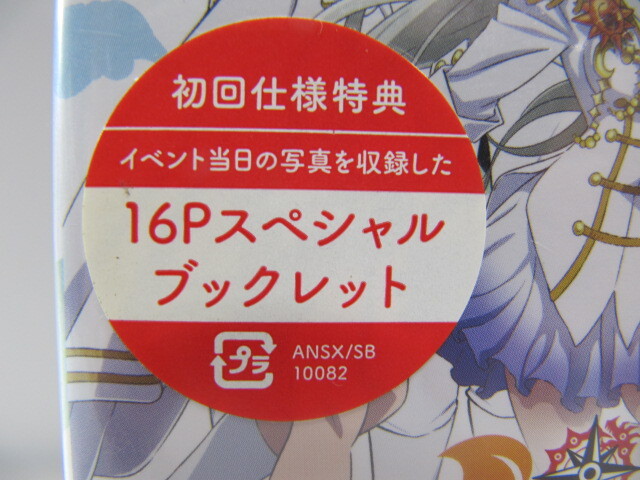 初回仕様特典
イベント当日の写真を収録した
16Pスペシャル
ブックレット
プラ
ANSX/SB
10082